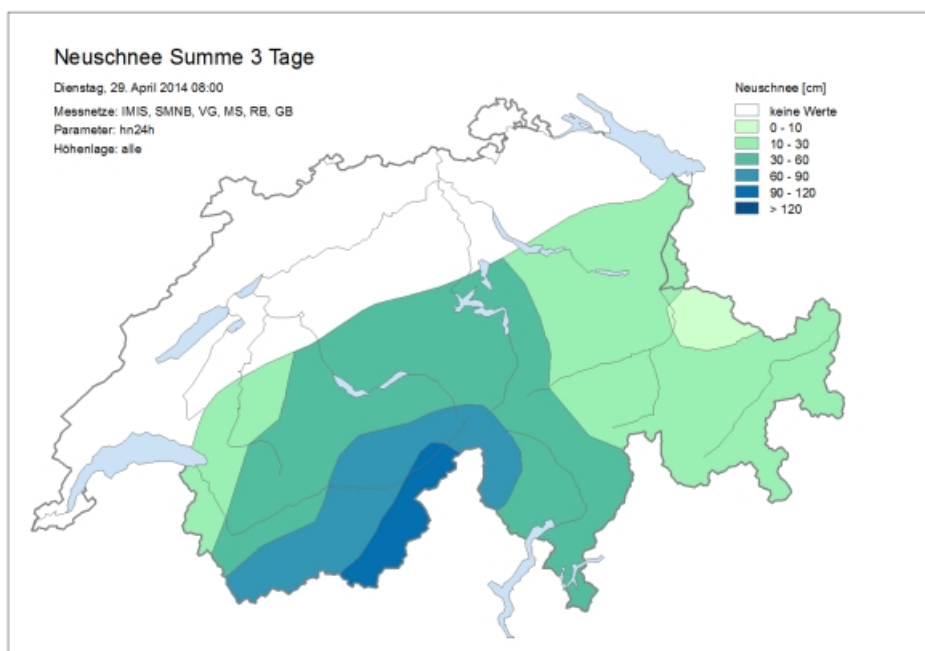 Neuschnee Summe 3 Tage
Dienstag, 29. April 2014 08:00
Messnetze: IMIS, SMNB, VG, MS, RB, GB
Parameter: hn24h
Höhenlage: alle
Neuschnee [cm]
keine Werte
0 - 10
10 - 30
30 - 60
60 - 90
90 - 120
> 120